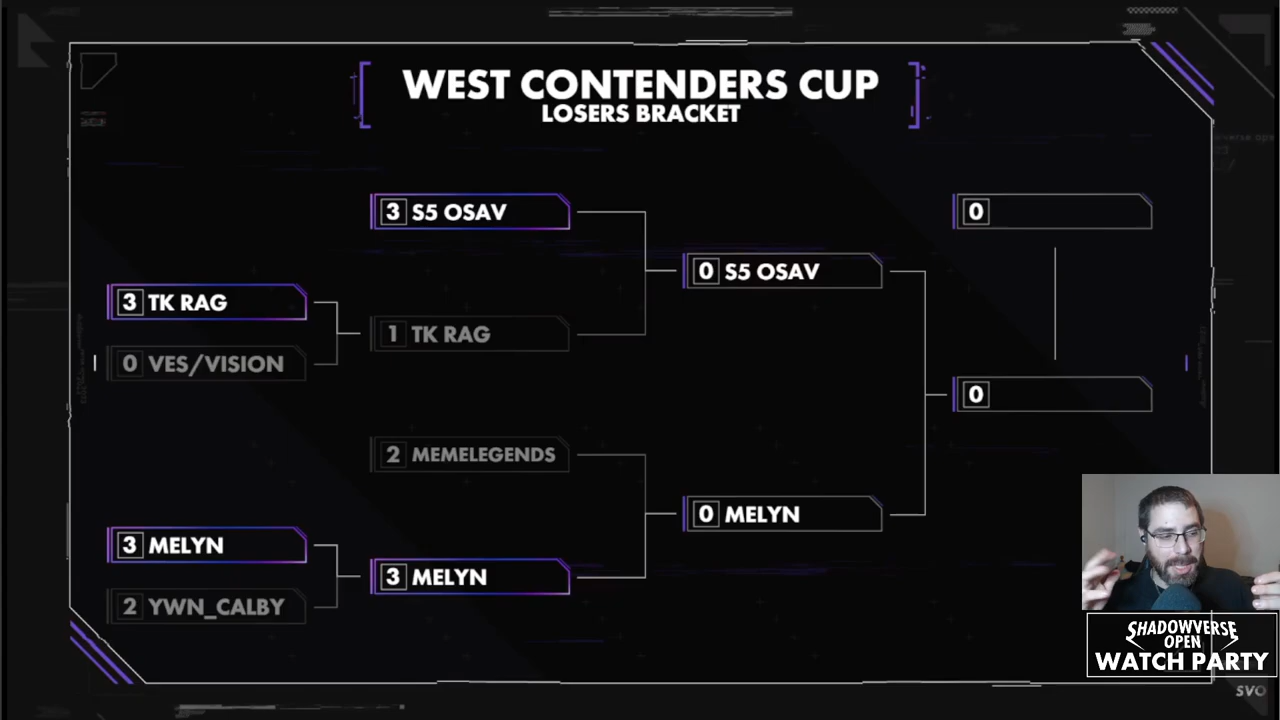 WEST CONTENDERS CUP
LOSERS BRACKET
3 S5 OSAV
0
0 S5 OSAV
3 TK RAG
1 TK RAG
0 VES/VISION
0
2 MEMELEGENDS
0 MELYN
3 MELYN
3 MELYN
2 YWN_CALBY
SHADOWVERSE
OPEN
WATCH PARTY
SVO